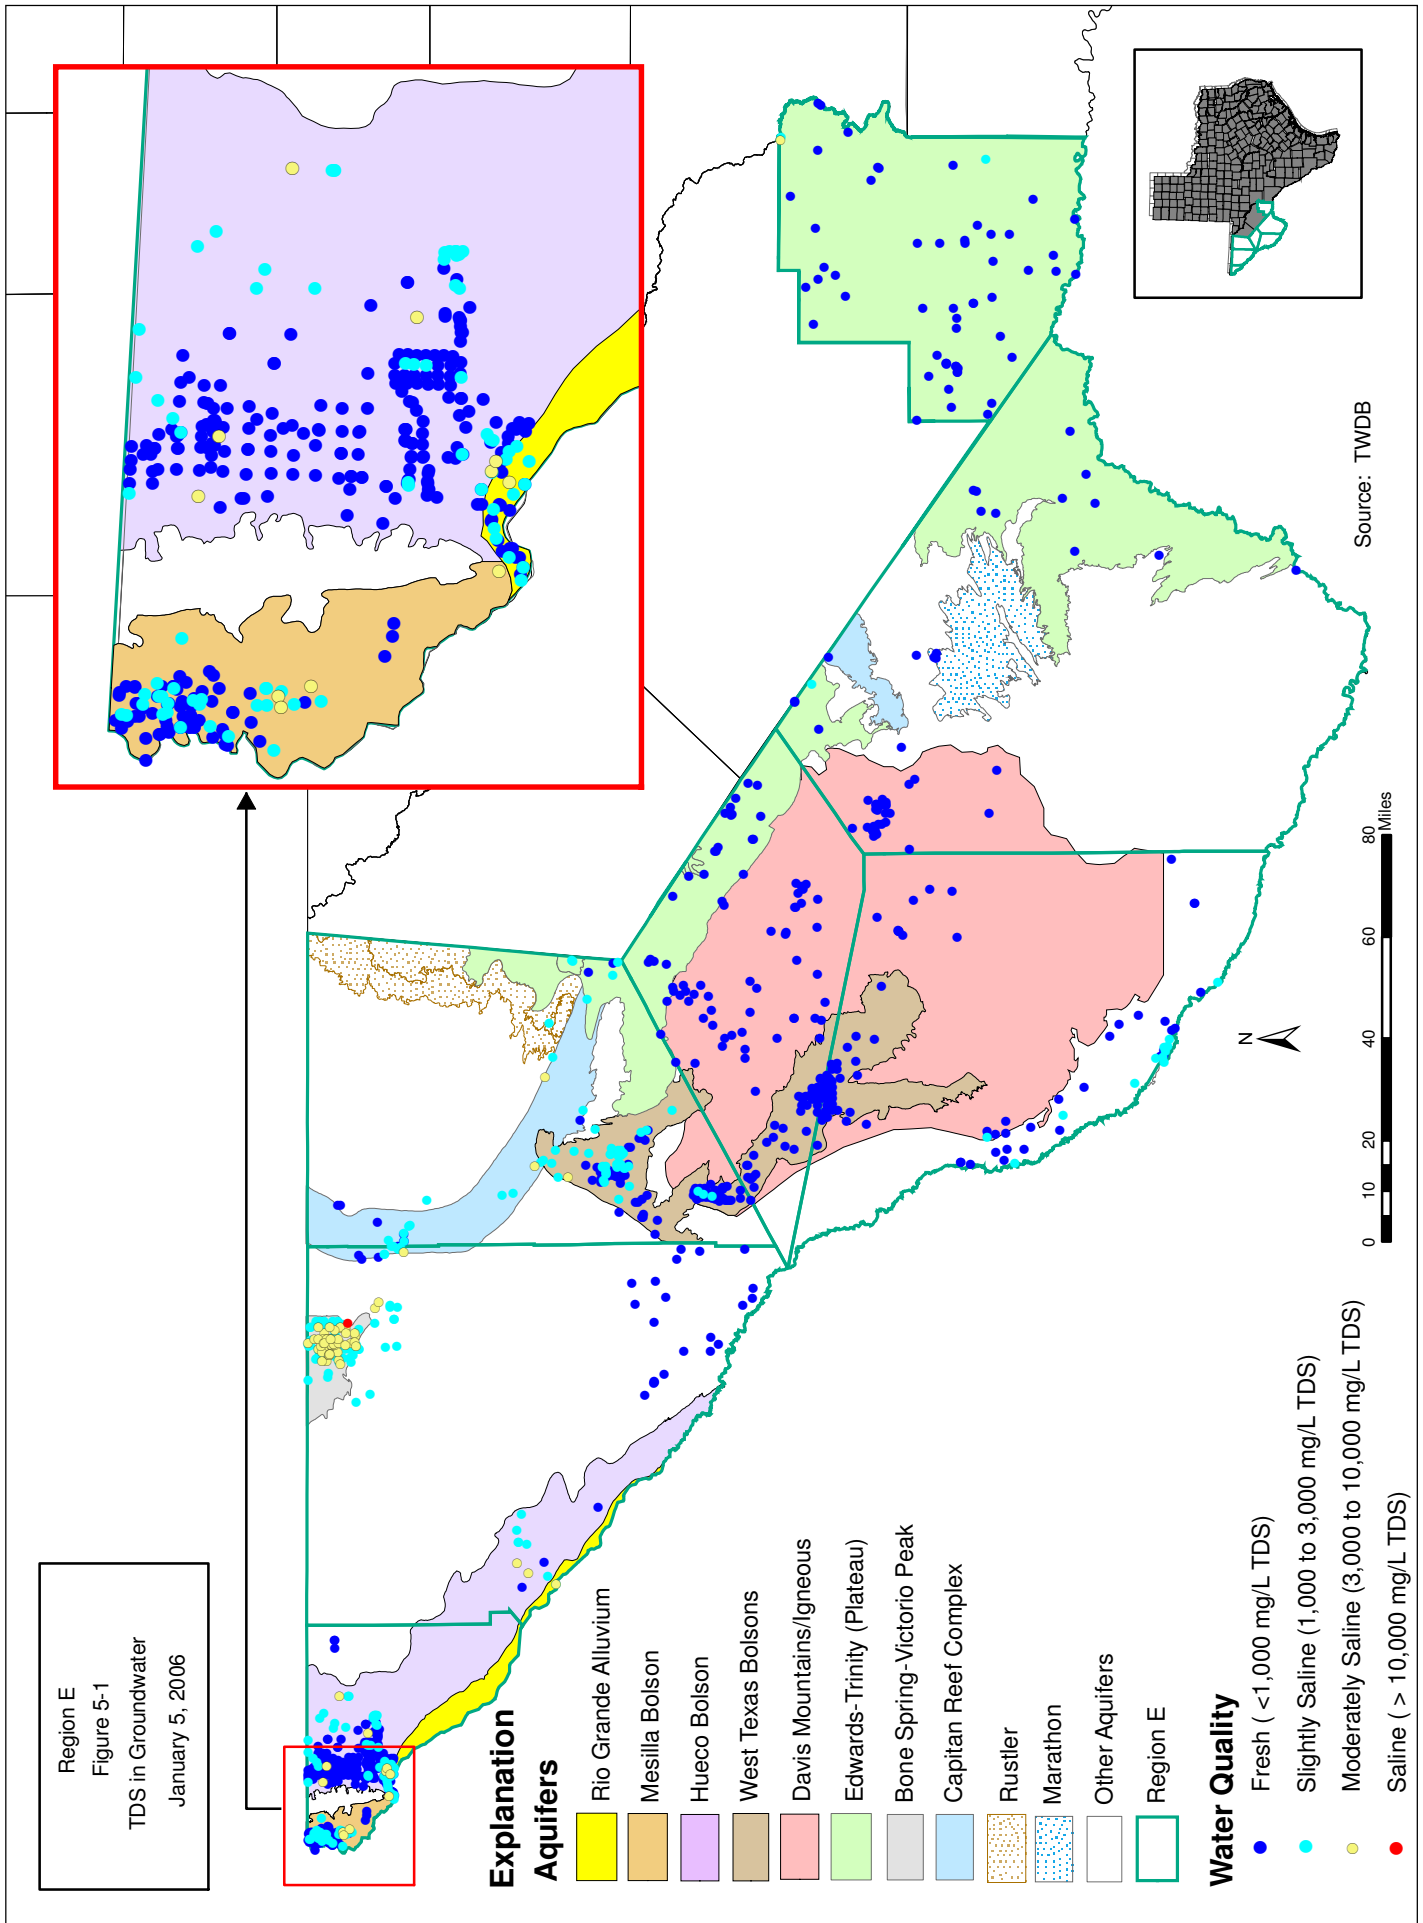 Region E
Figure 5-1
TDS in Groundwater
January 5, 2006
Explanation
Aquifers
Rio Grande Alluvium
Mesilla Bolson
Hueco Bolson
West Texas Bolsons
Davis Mountains/Igneous
Edwards-Trinity (Plateau)
Bone Spring-Victorio Peak
Capitan Reef Complex
Rustler
Marathon
Other Aquifers
Region E
Water Quality
Fresh ( <1,000 mg/L TDS)
Slightly Saline (1,000 to 3,000 mg/L TDS)
Moderately Saline (3,000 to 10,000 mg/L TDS)
Saline ( > 10,000 mg/L TDS)
N
0 10 20 40 60 80
Miles
Source: TWDB